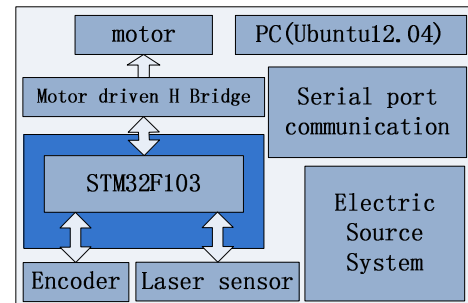 motor
PC(Ubuntu12.04)
Motor driven H Bridge
Serial port
communication
STM32F103
Electric
Source
System
Encoder
Laser sensor